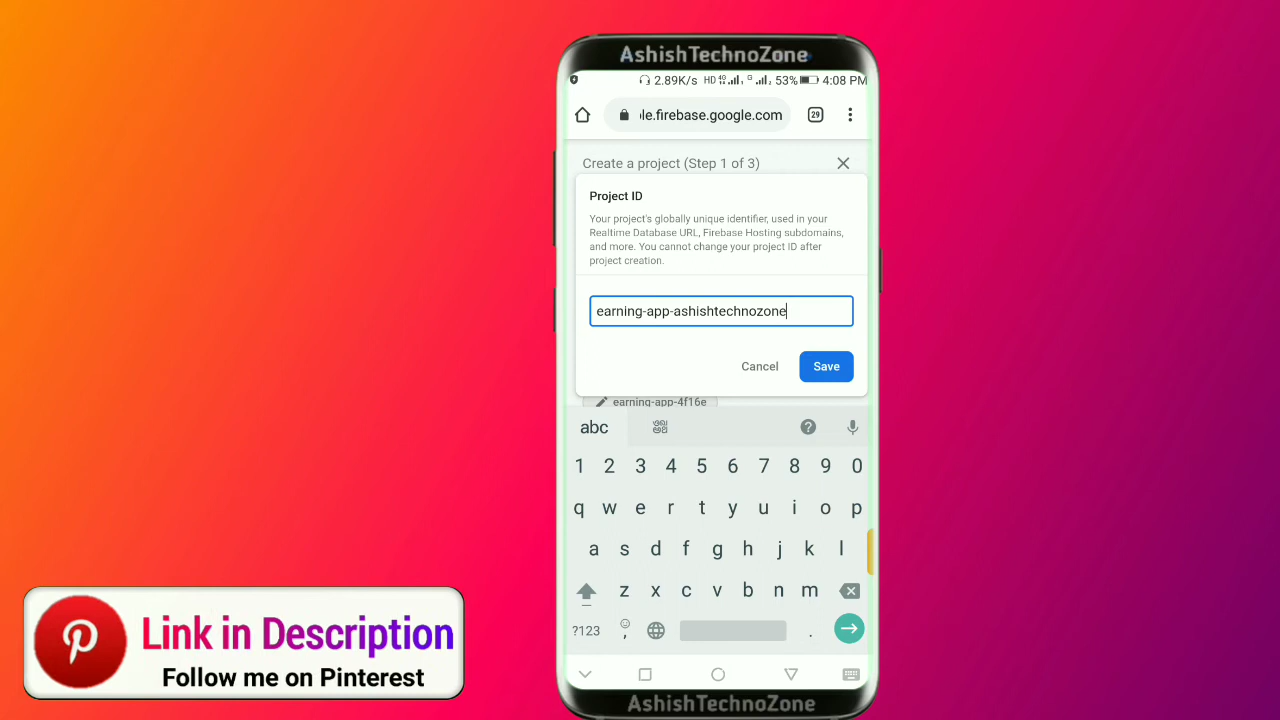 AshishTechnoZone
2.89K/s HD 4G G 2 53% 4:08 PM
le.firebase.google.com 29
Create a project (Step 1 of 3)
Project ID
Your project's globally unique identifier, used in your
Realtime Database URL, Firebase Hosting subdomains,
and more. You cannot change your project ID after
project creation.
earning-app-ashishtechnozone
Cancel Save
earning-app-4f16e
abc
1 2 3 4 5 6 7 8 9 0
q w e r t y u i o p
a s d f g h j k l
z x c v b n m
?123 , .
AshishTechnoZone
Link in Description
Follow me on Pinterest